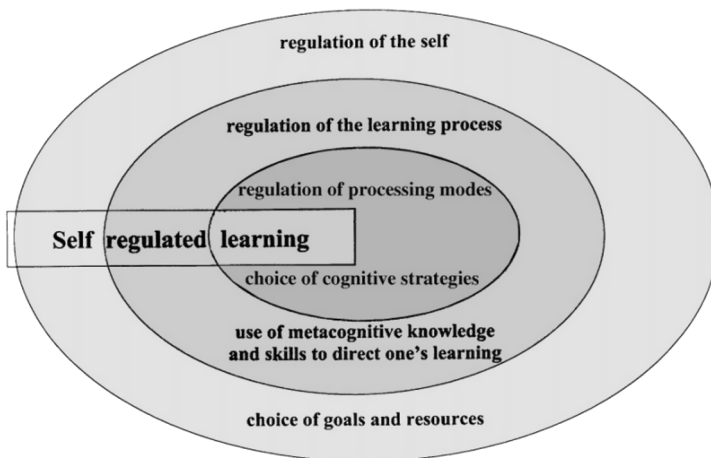 regulation of the self
regulation of the learning process
regulation of processing modes
Self regulated learning
choice of cognitive strategies
use of metacognitive knowledge
and skills to direct one's learning
choice of goals and resources